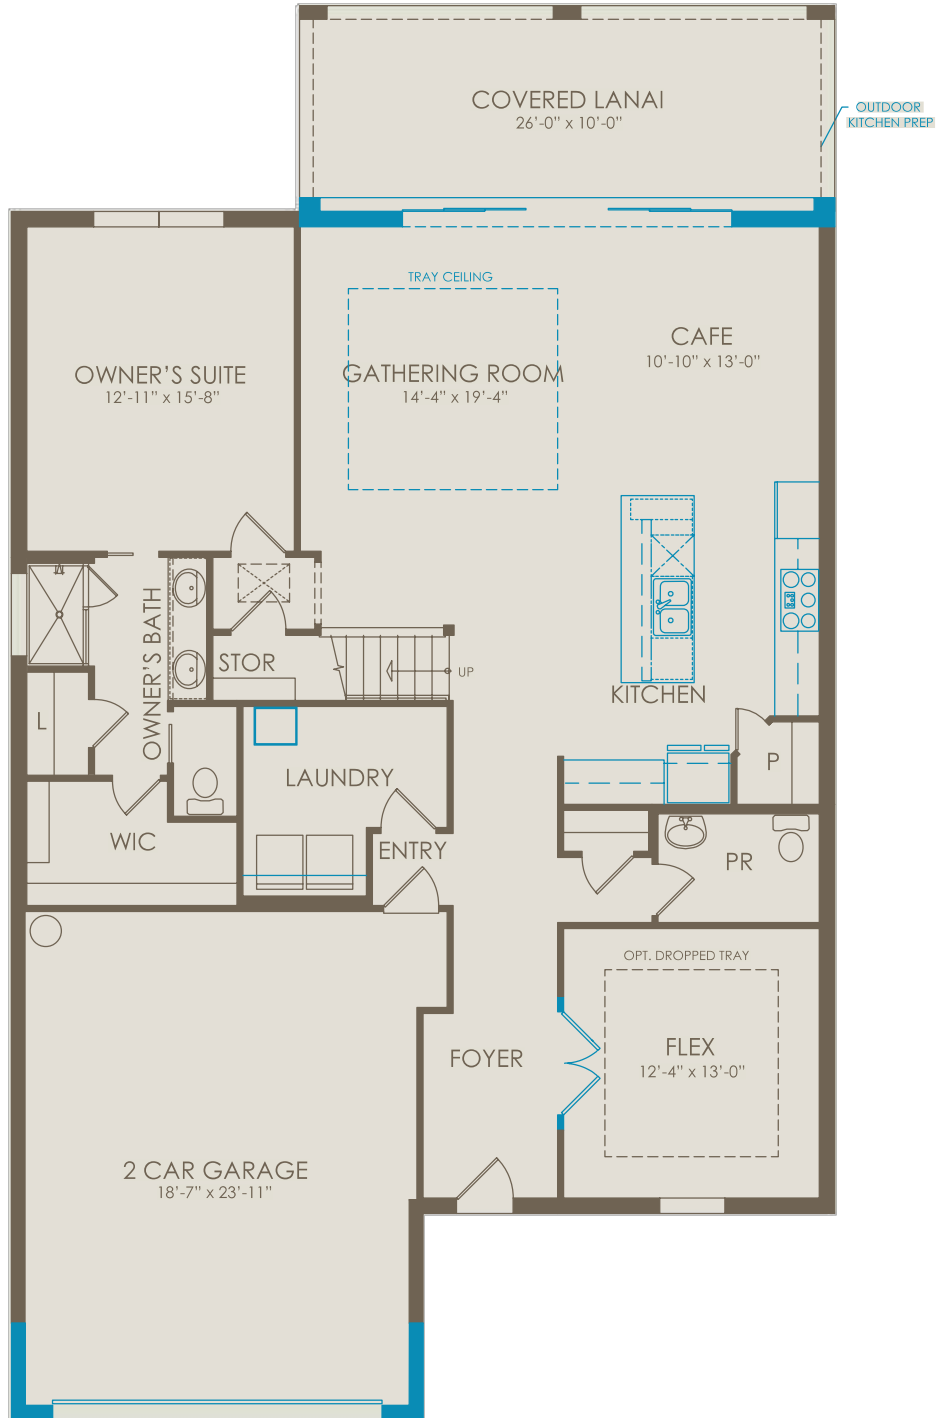 COVERED LANAI
26'-0" x 10'-0"
OUTDOOR
KITCHEN PREP
TRAY CEILING
CAFE
10'-10" x 13'-0"
OWNER'S SUITE
12'-11" x 15'-8"
GATHERING ROOM
14'-4" x 19'-4"
OWNER'S BATH
STOR
UP
KITCHEN
L
LAUNDRY
P
WIC
ENTRY
PR
OPT. DROPPED TRAY
FOYER
FLEX
12'-4" x 13'-0"
2 CAR GARAGE
18'-7" x 23'-11"